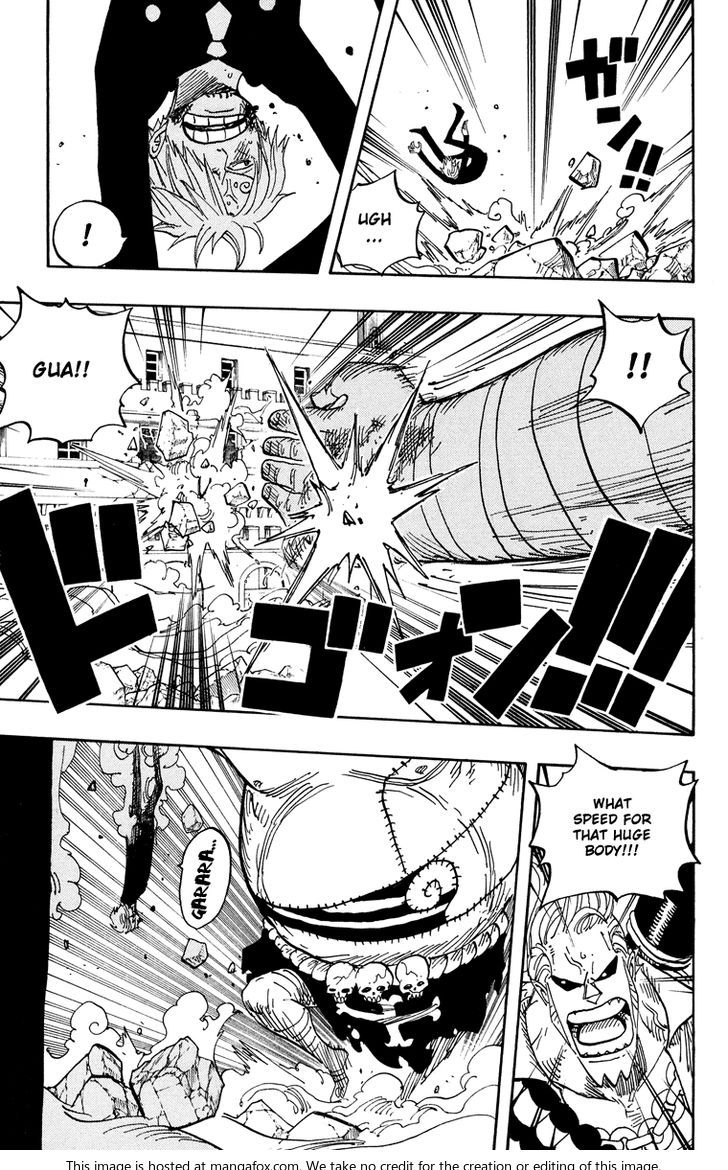 ガーン!!
UGH
...
!
!!
GUA!!
ドゴォン!!!
WHAT
SPEED FOR
THAT HUGE
BODY!!!
GARARA...
This image is hosted at mangafox.com. We take no credit for the creation or editing of this image.